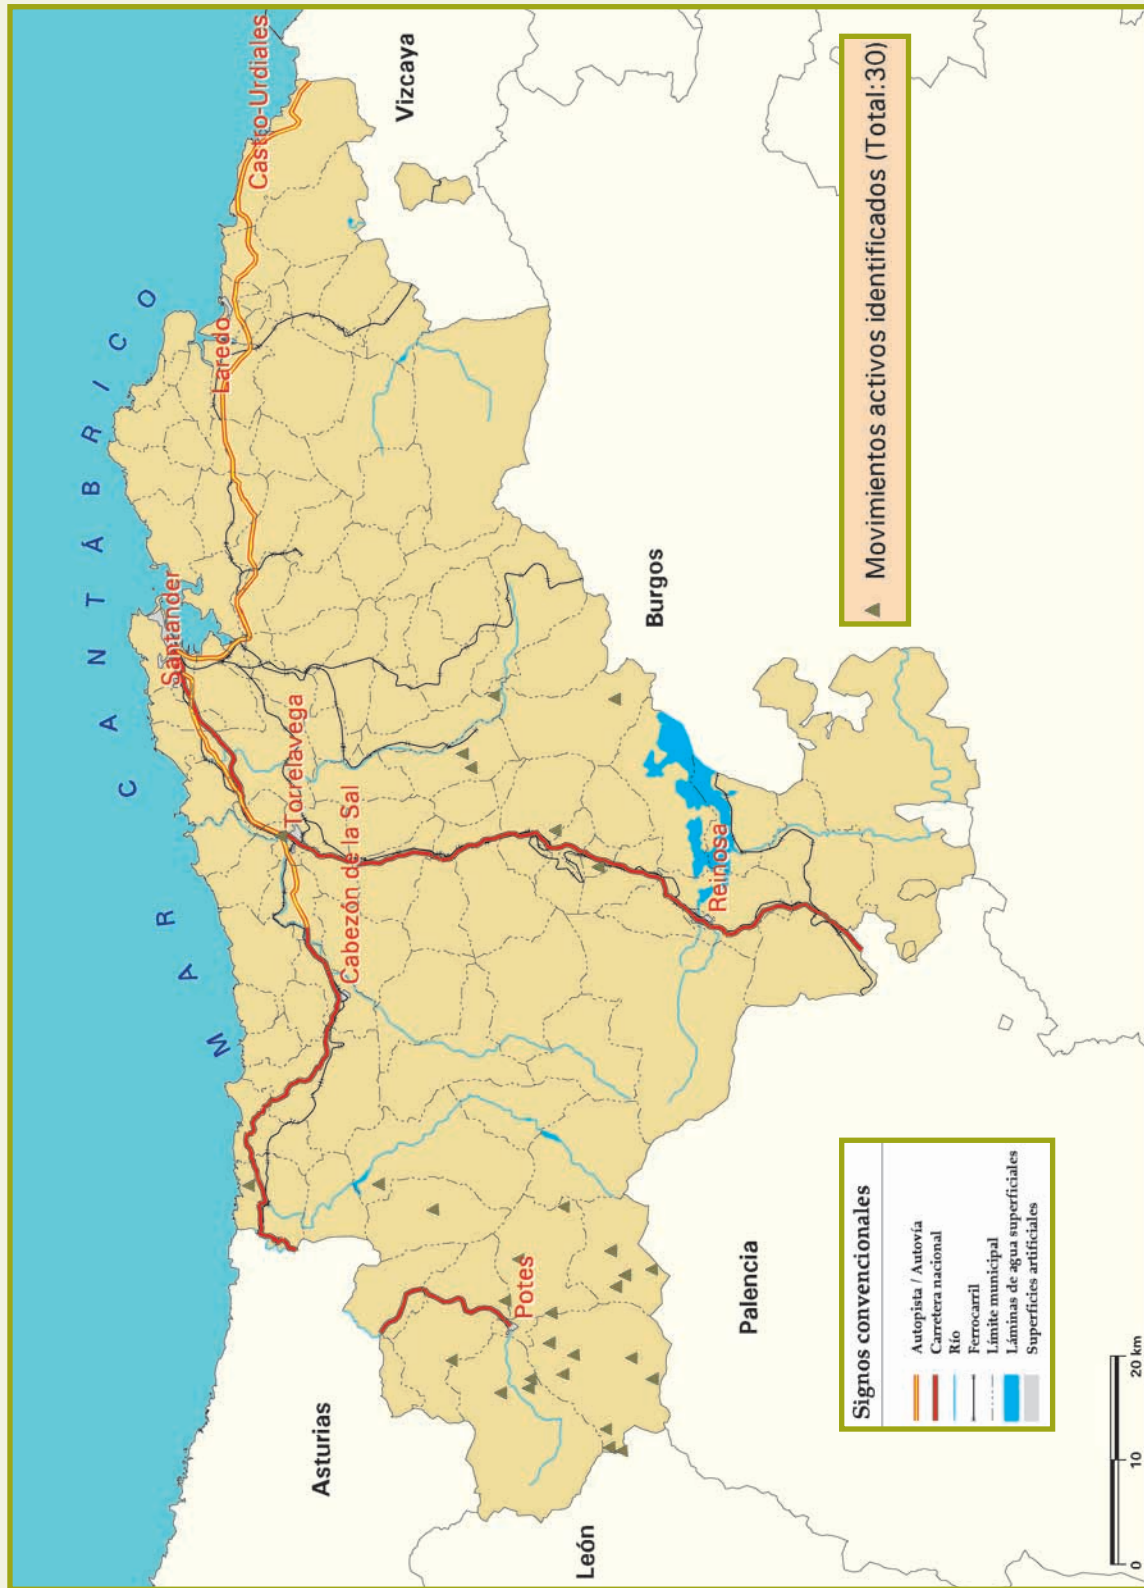 MAR CANTÁBRICO
Castro-Urdiales
Laredo
Santander
Torrelavega
Cabezón de la Sal
Reinosa
Potes
Vizcaya
Burgos
Palencia
Asturias
León
Movimientos activos identificados (Total:30)
Signos convencionales
Autopista / Autovía
Carretera nacional
Río
Ferrocarril
Límite municipal
Láminas de agua superficiales
Superficies artificiales
0 10 20 km